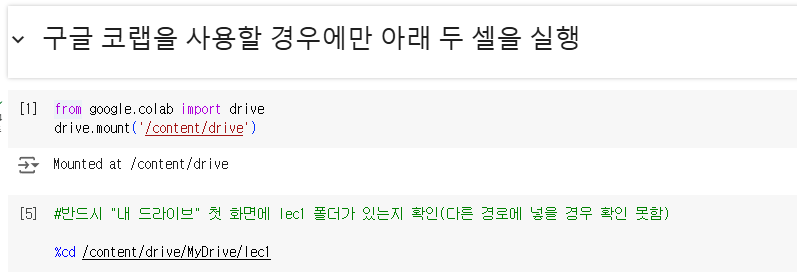 구글 코랩을 사용할 경우에만 아래 두 셀을 실행
[1] from google.colab import drive
drive.mount('/content/drive')
Mounted at /content/drive
[5] #반드시 "내 드라이브" 첫 화면에 lec1 폴더가 있는지 확인(다른 경로에 넣을 경우 확인 못함)
%cd /content/drive/MyDrive/lec1